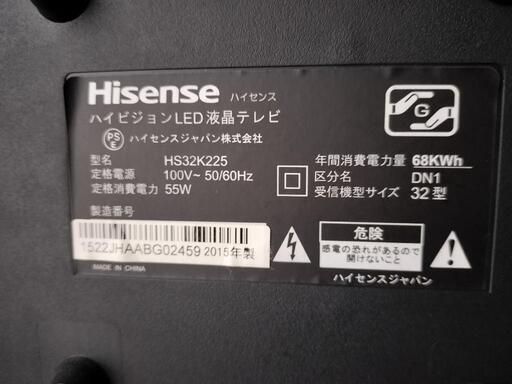 Hisense ハイセンス
G
ハイビジョンLED液晶テレビ
PS
E
ハイセンスジャパン株式会社
型名 HS32K225
定格電源 100V~ 50/60Hz
定格消費電力 55W
年間消費電力量 68KWh
区分名 DN1
受信機型サイズ 32型
製造番号
1522JHAABG02459 2015年製
MADE IN CHINA
危険
感電の恐れがあるので
開けないこと
ハイセンスジャパン